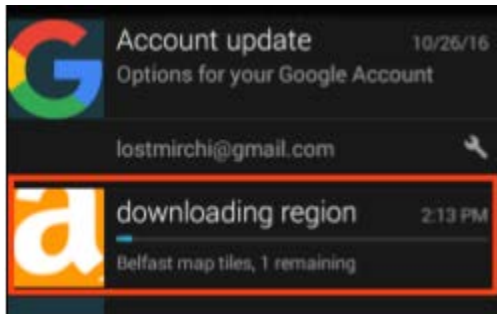 Account update 10/26/16
Options for your Google Account
lostmirchi@gmail.com
downloading region 2:13 PM
Belfast map tiles, 1 remaining